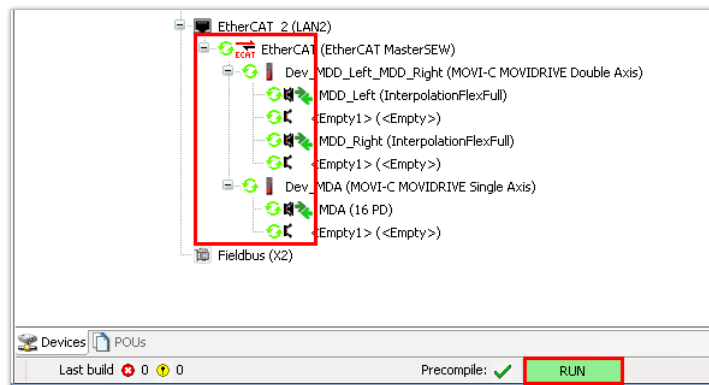 EtherCAT_2 (LAN2)
ECAT EtherCAT (EtherCAT MasterSEW)
Dev_MDD_Left_MDD_Right (MOVI-C MOVIDRIVE Double Axis)
MDD_Left (InterpolationFlexFull)
<Empty1> (<Empty>)
MDD_Right (InterpolationFlexFull)
<Empty1> (<Empty>)
Dev_MDA (MOVI-C MOVIDRIVE Single Axis)
MDA (16 PD)
<Empty1> (<Empty>)
Fieldbus (X2)
Devices POUs
Last build 0 0 Precompile: RUN